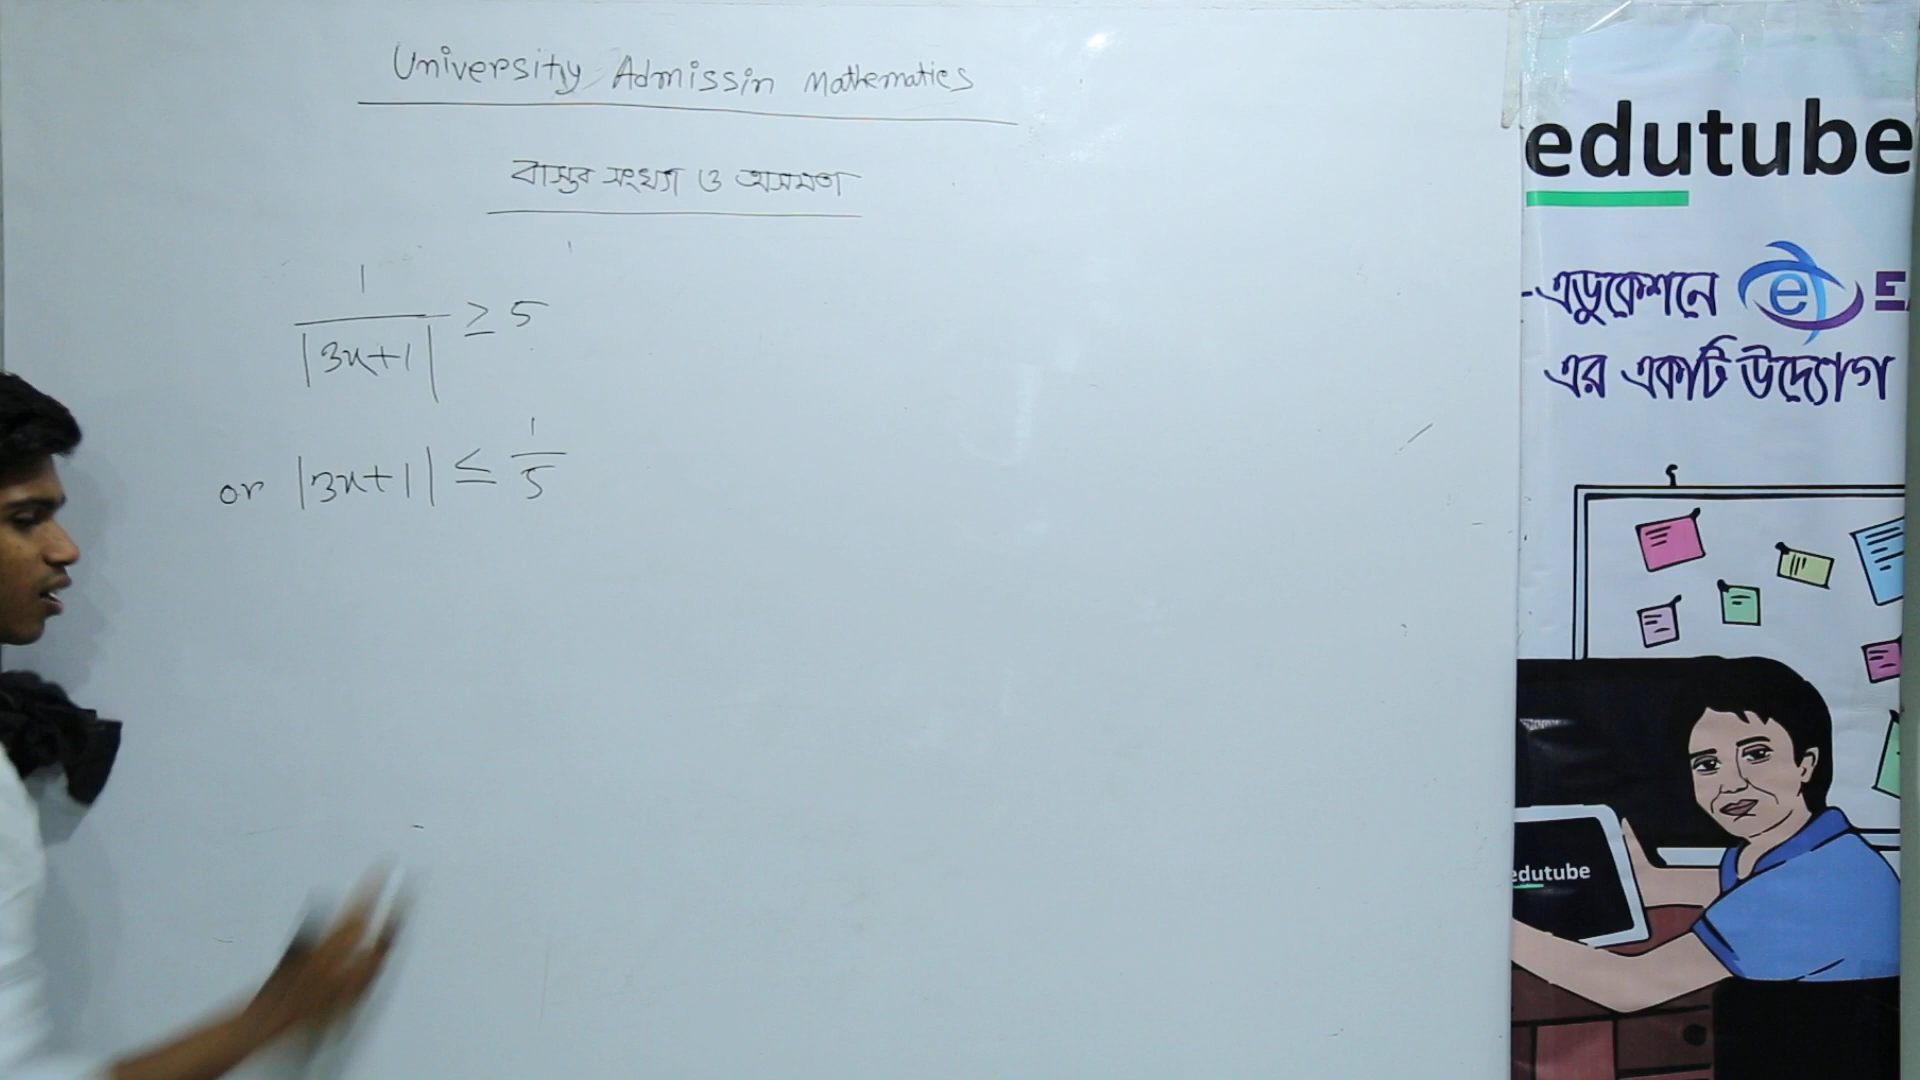 University Admissin Mathematics
বাস্তব সংখ্যা ও অসমতা
1
|3x+1| ≥ 5
or |3x+1| ≤ 1/5
edutube
-এডুকেশনে e E
এর একটি উদ্যোগ
edutube